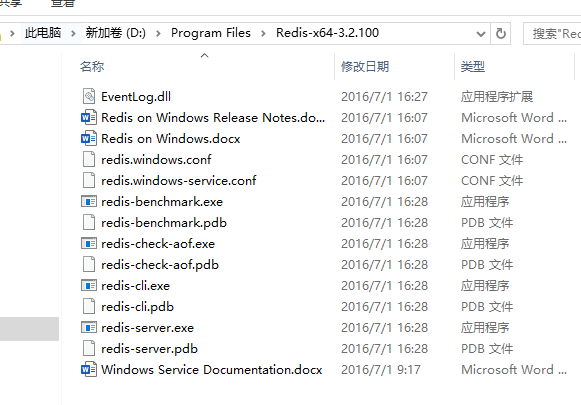 查看
此电脑 > 新加卷 (D:) > Program Files > Redis-x64-3.2.100
搜索"Rec
名称 修改日期 类型
EventLog.dll 2016/7/1 16:27 应用程序扩展
Redis on Windows Release Notes.do... 2016/7/1 16:07 Microsoft Word ...
Redis on Windows.docx 2016/7/1 16:07 Microsoft Word ...
redis.windows.conf 2016/7/1 16:07 CONF 文件
redis.windows-service.conf 2016/7/1 16:07 CONF 文件
redis-benchmark.exe 2016/7/1 16:28 应用程序
redis-benchmark.pdb 2016/7/1 16:28 PDB 文件
redis-check-aof.exe 2016/7/1 16:28 应用程序
redis-check-aof.pdb 2016/7/1 16:28 PDB 文件
redis-cli.exe 2016/7/1 16:28 应用程序
redis-cli.pdb 2016/7/1 16:28 PDB 文件
redis-server.exe 2016/7/1 16:28 应用程序
redis-server.pdb 2016/7/1 16:28 PDB 文件
Windows Service Documentation.docx 2016/7/1 9:17 Microsoft Word ...